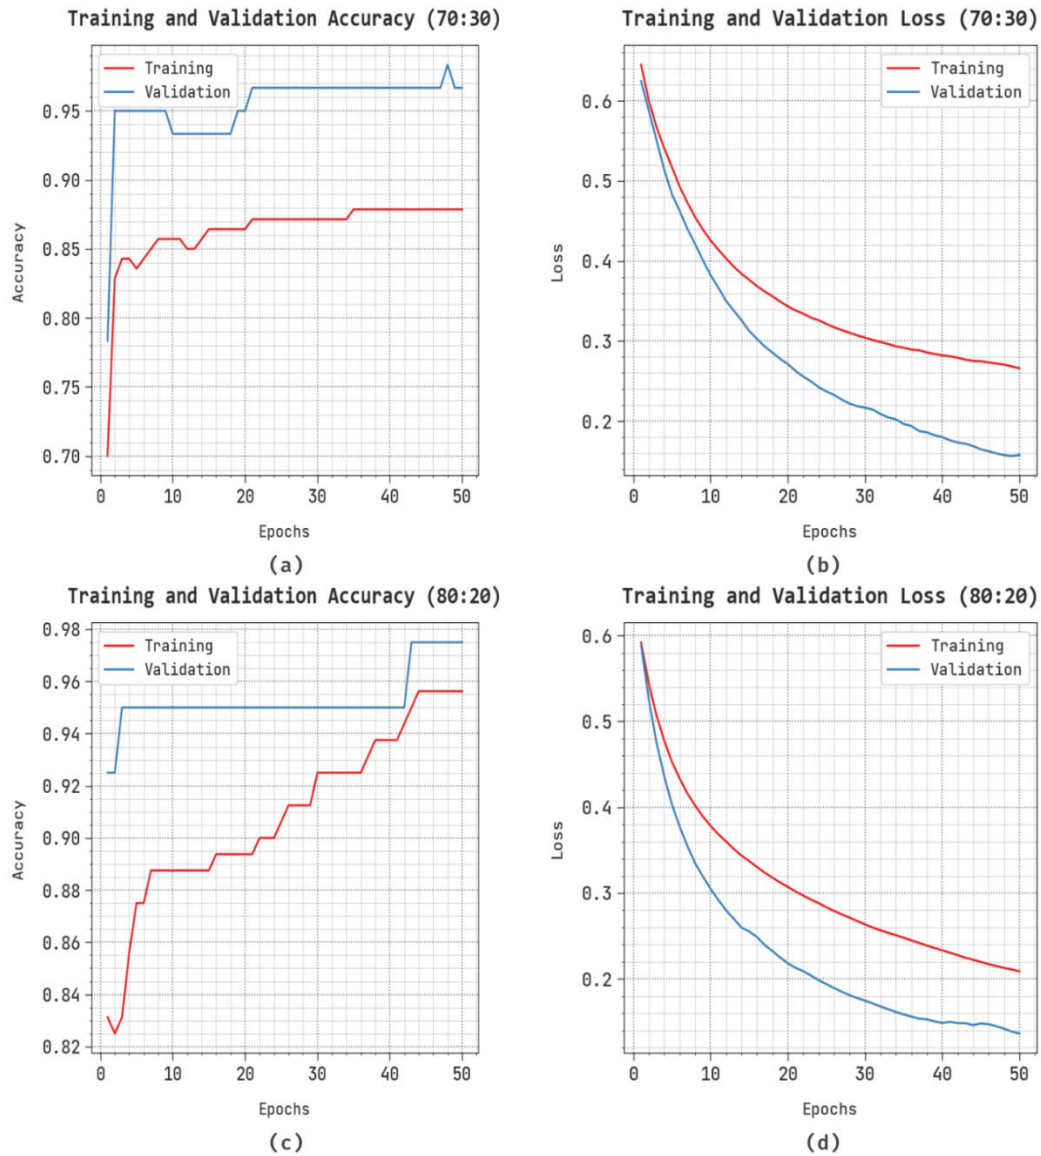 Training and Validation Accuracy (70:30)
Training
Validation
0.95
0.90
0.85
0.80
0.75
0.70
Accuracy
0 10 20 30 40 50
Epochs
(a)
Training and Validation Loss (70:30)
Training
Validation
0.6
0.5
0.4
0.3
0.2
Loss
0 10 20 30 40 50
Epochs
(b)
Training and Validation Accuracy (80:20)
Training
Validation
0.98
0.96
0.94
0.92
0.90
0.88
0.86
0.84
0.82
Accuracy
0 10 20 30 40 50
Epochs
(c)
Training and Validation Loss (80:20)
Training
Validation
0.6
0.5
0.4
0.3
0.2
Loss
0 10 20 30 40 50
Epochs
(d)